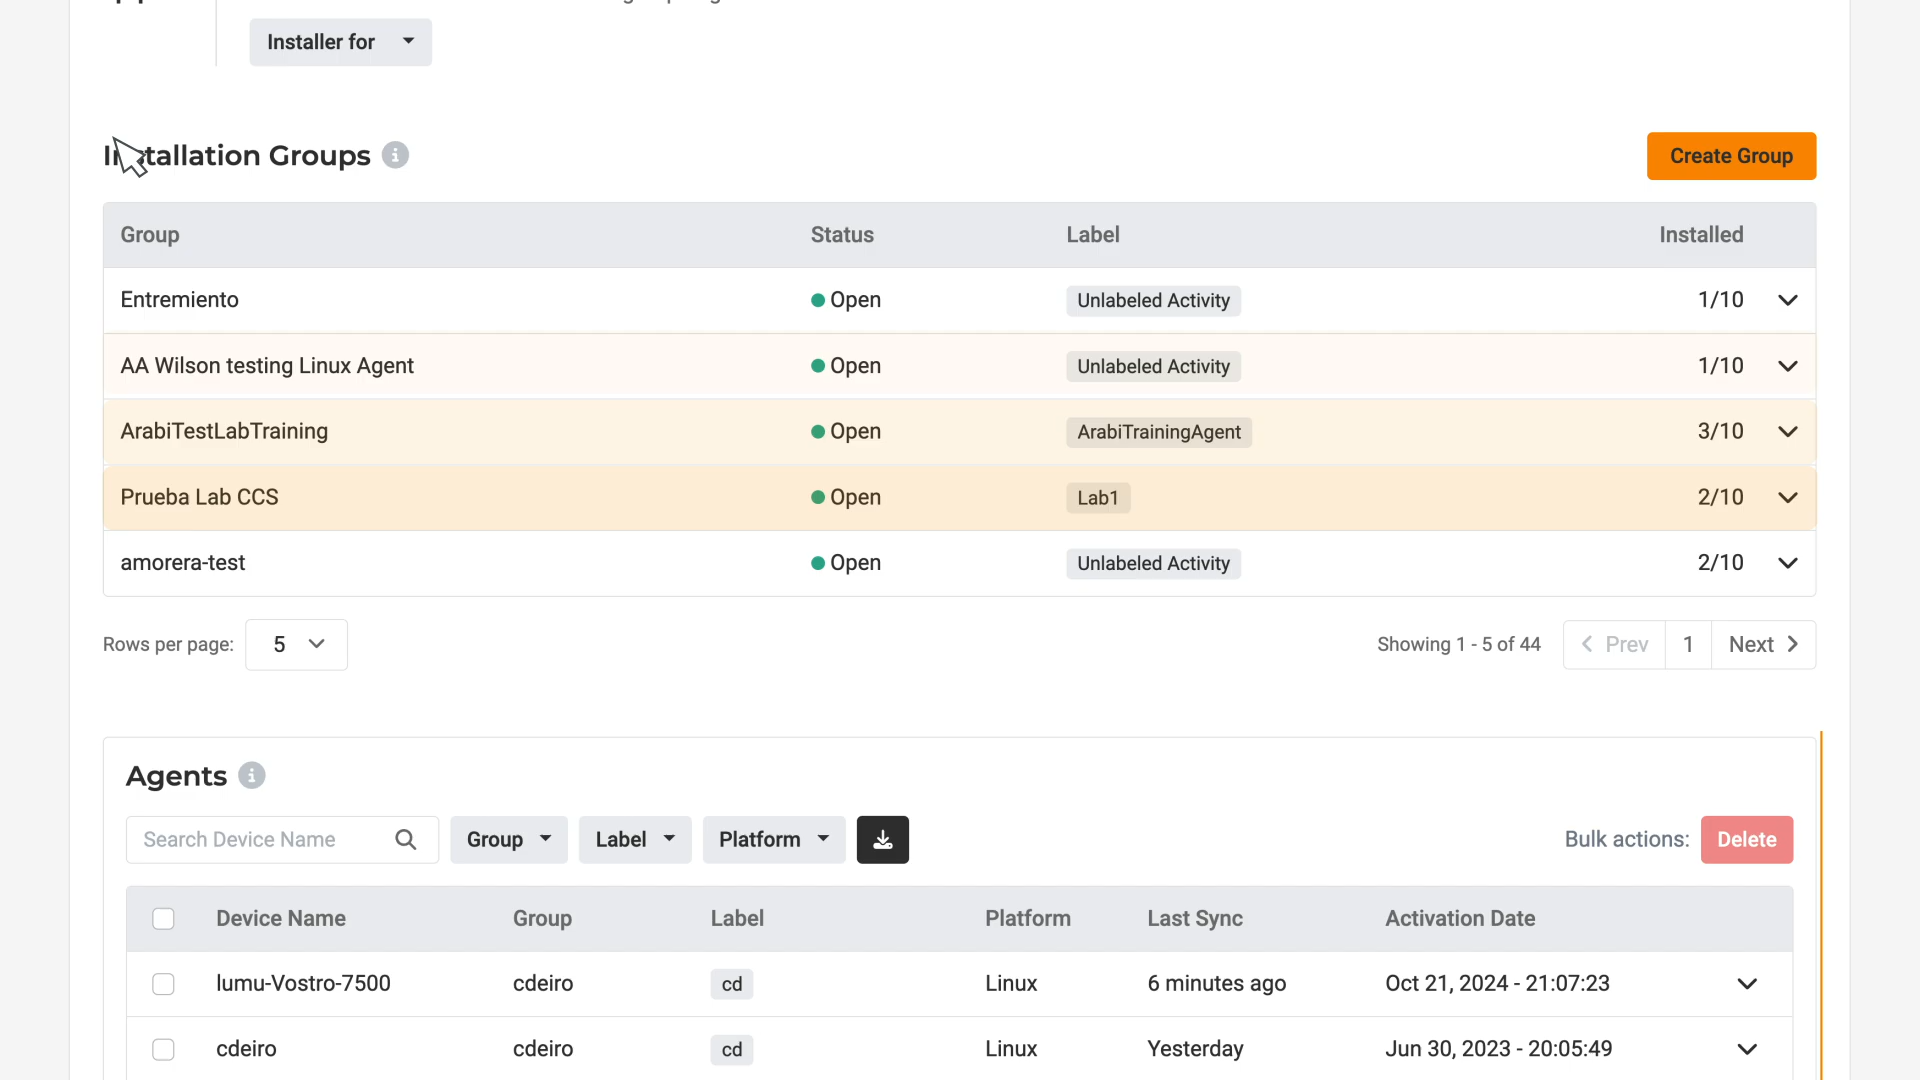 Installer for
Installation Groups
Create Group
Group Status Label Installed
Entremiento Open Unlabeled Activity 1/10
AA Wilson testing Linux Agent Open Unlabeled Activity 1/10
ArabiTestLabTraining Open ArabiTrainingAgent 3/10
Prueba Lab CCS Open Lab1 2/10
amorera-test Open Unlabeled Activity 2/10
Rows per page: 5 Showing 1 - 5 of 44 Prev 1 Next
Agents
Search Device Name Group Label Platform Bulk actions: Delete
Device Name Group Label Platform Last Sync Activation Date
lumu-Vostro-7500 cdeiro cd Linux 6 minutes ago Oct 21, 2024 - 21:07:23
cdeiro cdeiro cd Linux Yesterday Jun 30, 2023 - 20:05:49